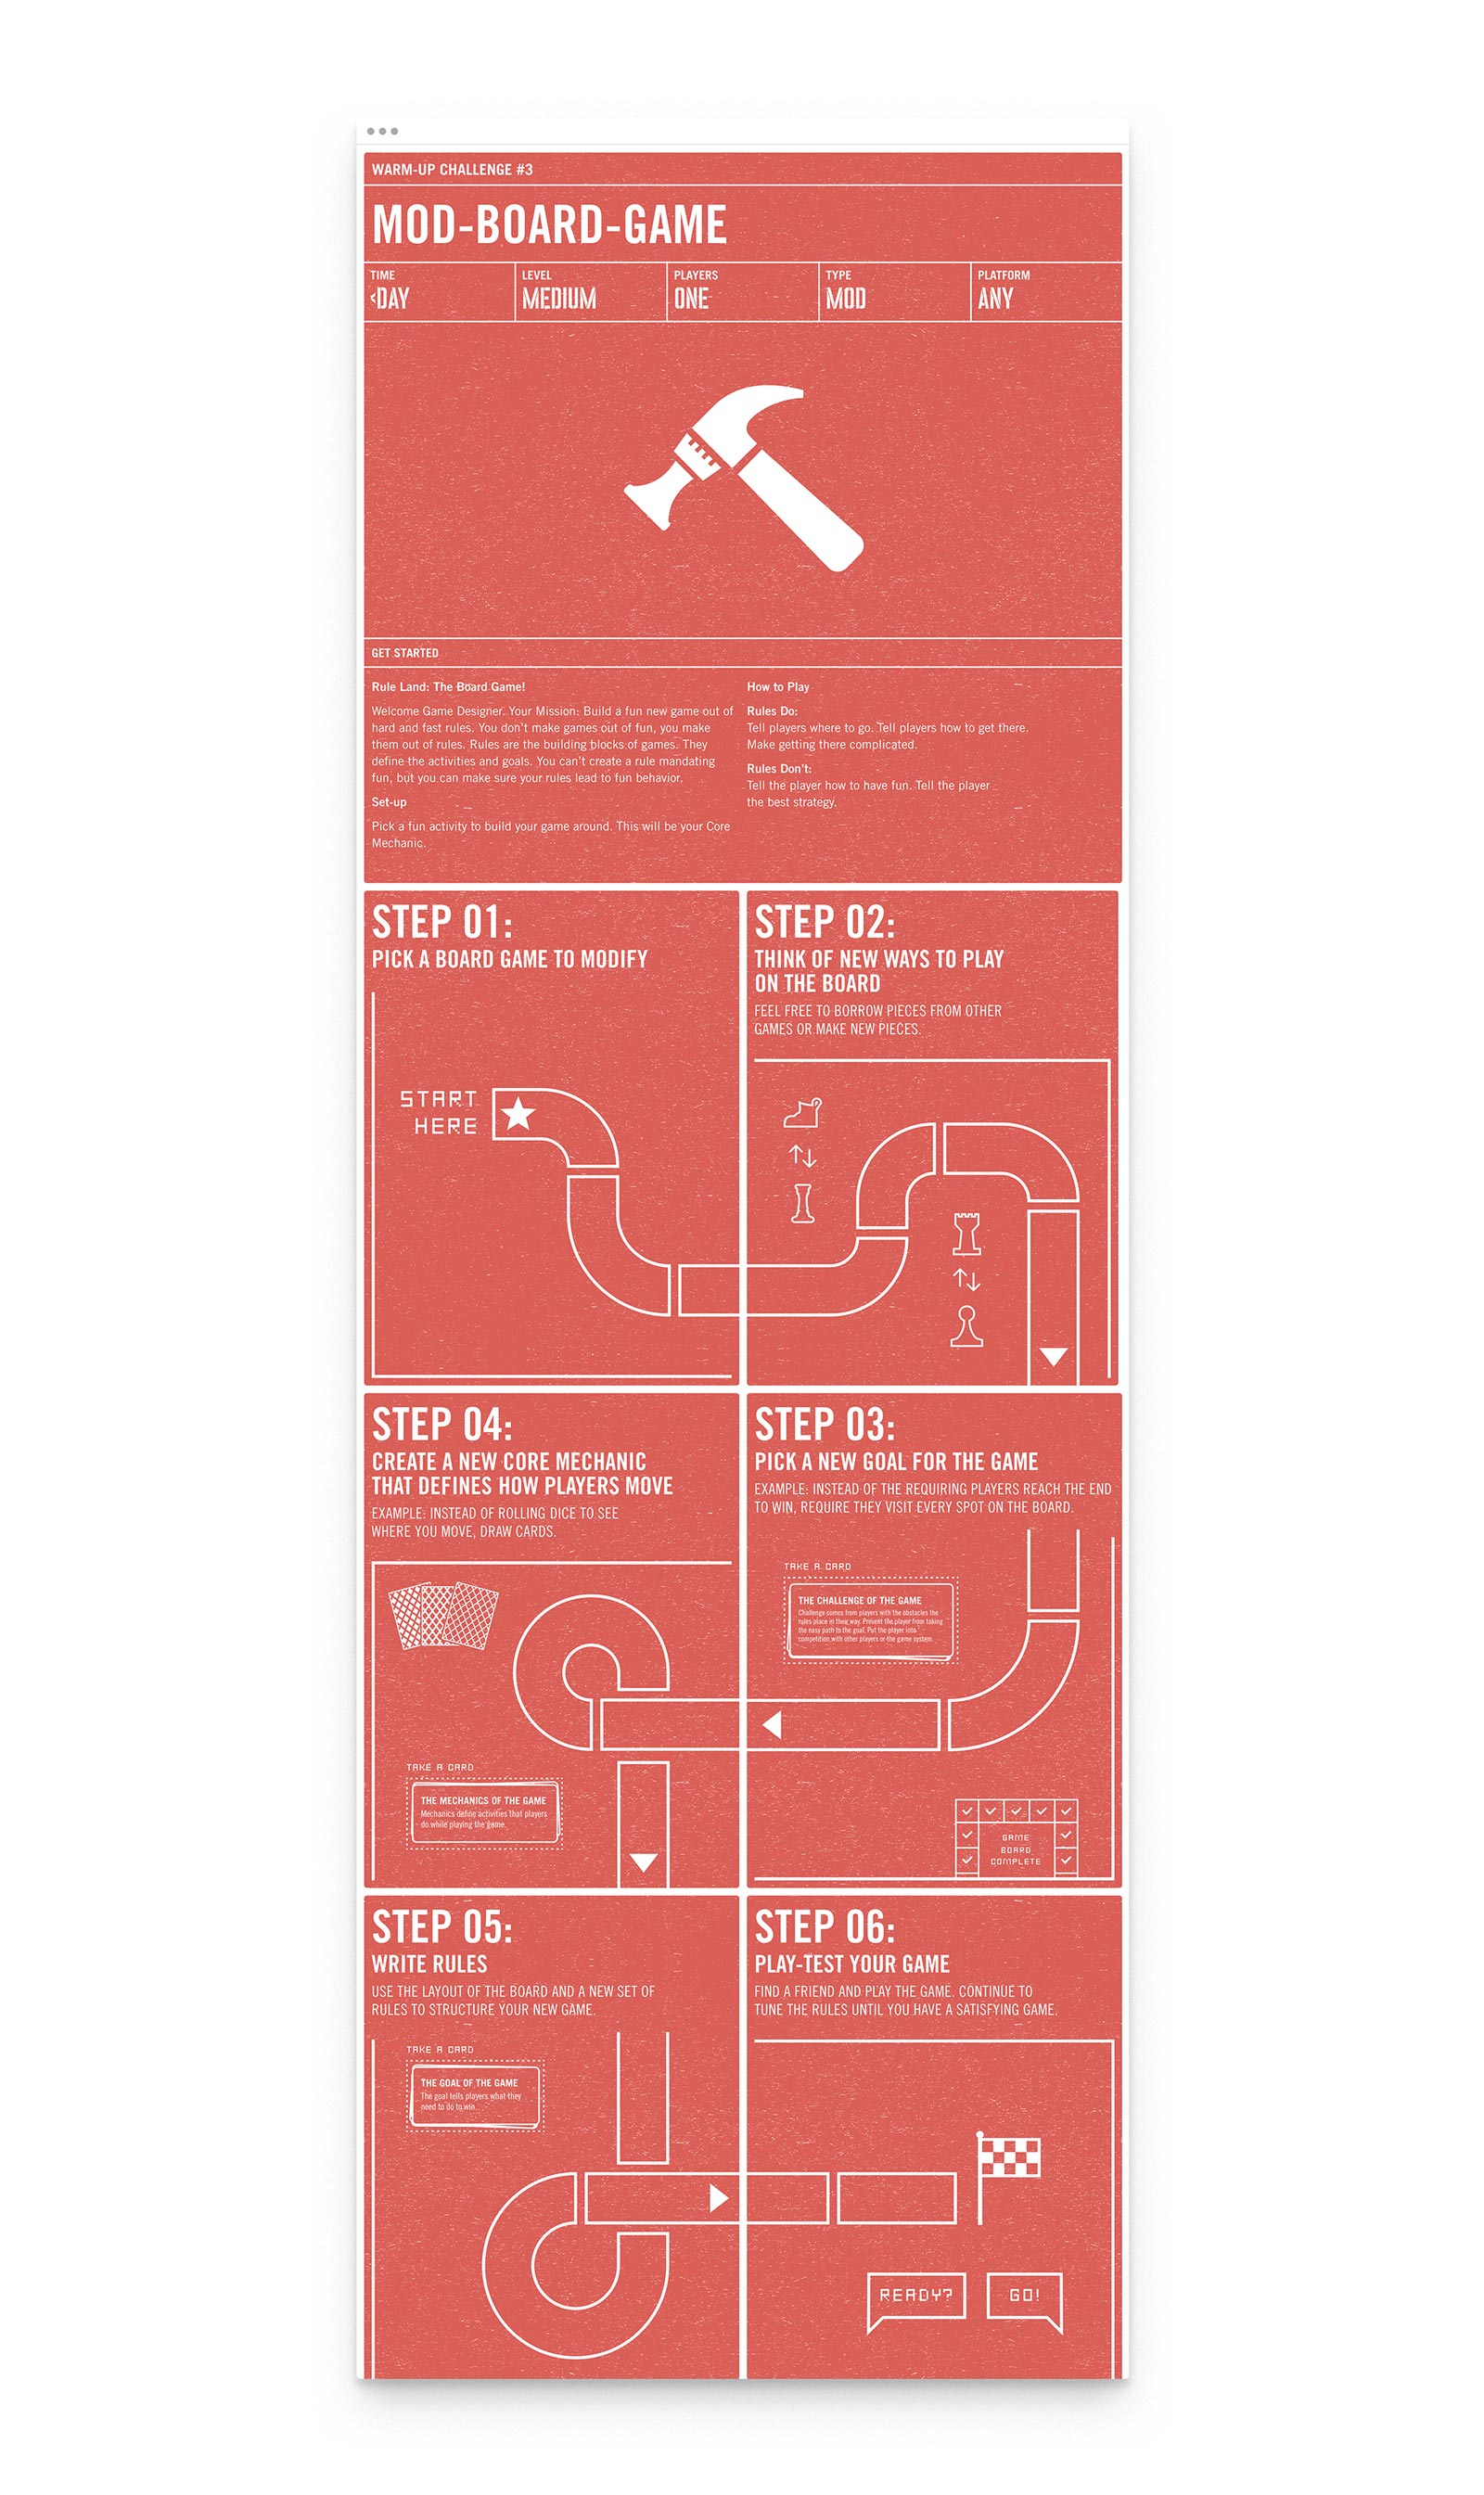 WARM-UP CHALLENGE #3
MOD-BOARD-GAME
TIME
<DAY
LEVEL
MEDIUM
PLAYERS
ONE
TYPE
MOD
PLATFORM
ANY
GET STARTED
Rule Land: The Board Game!
Welcome Game Designer. Your Mission: Build a fun new game out of
hard and fast rules. You don't make games out of fun, you make
them out of rules. Rules are the building blocks of games. They
define the activities and goals. You can't create a rule mandating
fun, but you can make sure your rules lead to fun behavior.
Set-up
Pick a fun activity to build your game around. This will be your Core
Mechanic.
How to Play
Rules Do:
Tell players where to go. Tell players how to get there.
Make getting there complicated.
Rules Don't:
Tell the player how to have fun. Tell the player
the best strategy.
STEP 01:
PICK A BOARD GAME TO MODIFY
START
HERE
STEP 02:
THINK OF NEW WAYS TO PLAY
ON THE BOARD
FEEL FREE TO BORROW PIECES FROM OTHER
GAMES OR MAKE NEW PIECES.
STEP 04:
CREATE A NEW CORE MECHANIC
THAT DEFINES HOW PLAYERS MOVE
EXAMPLE: INSTEAD OF ROLLING DICE TO SEE
WHERE YOU MOVE, DRAW CARDS.
TAKE A CARD
THE MECHANICS OF THE GAME
Mechanics define activities that players
do while playing the game.
STEP 03:
PICK A NEW GOAL FOR THE GAME
EXAMPLE: INSTEAD OF THE REQUIRING PLAYERS REACH THE END
TO WIN, REQUIRE THEY VISIT EVERY SPOT ON THE BOARD.
TAKE A CARD
THE CHALLENGE OF THE GAME
Challenge comes from players with the obstacles the
rules place in their way. Prevent the player from taking
the easy path to the goal. Put the player into
competition with other players or the game system.
GAME
BOARD
COMPLETE
STEP 05:
WRITE RULES
USE THE LAYOUT OF THE BOARD AND A NEW SET OF
RULES TO STRUCTURE YOUR NEW GAME.
TAKE A CARD
THE GOAL OF THE GAME
The goal tells players what they
need to do to win.
STEP 06:
PLAY-TEST YOUR GAME
FIND A FRIEND AND PLAY THE GAME. CONTINUE TO
TUNE THE RULES UNTIL YOU HAVE A SATISFYING GAME.
READY?
GO!